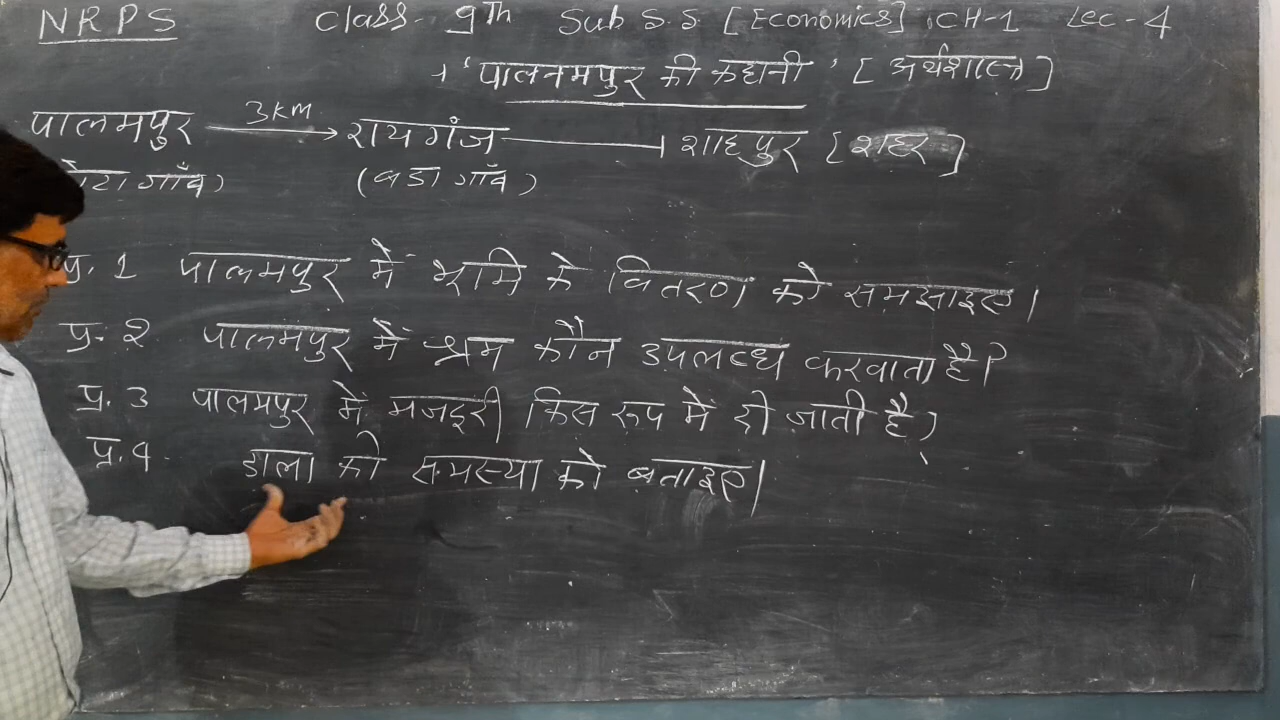 NRPS Class- 9th Sub S.S [Economics] CH-1 Lec-4
'पालनमपुर की कहानी' [अर्थशास्त्र]
पालमपुर 3km रायगंज शाहपुर [शहर]
गाँव) (बडा गाँव)
प्र. 1 पालमपुर में भूमि के वितरण को समझाइए।
प्र. 2 पालमपुर में श्रम कौन उपलब्ध करवाता है?
प्र. 3 पालमपुर में मजदूरी किस रूप में दी जाती है?
प्र. 4 डाला की समस्या को बताइए।